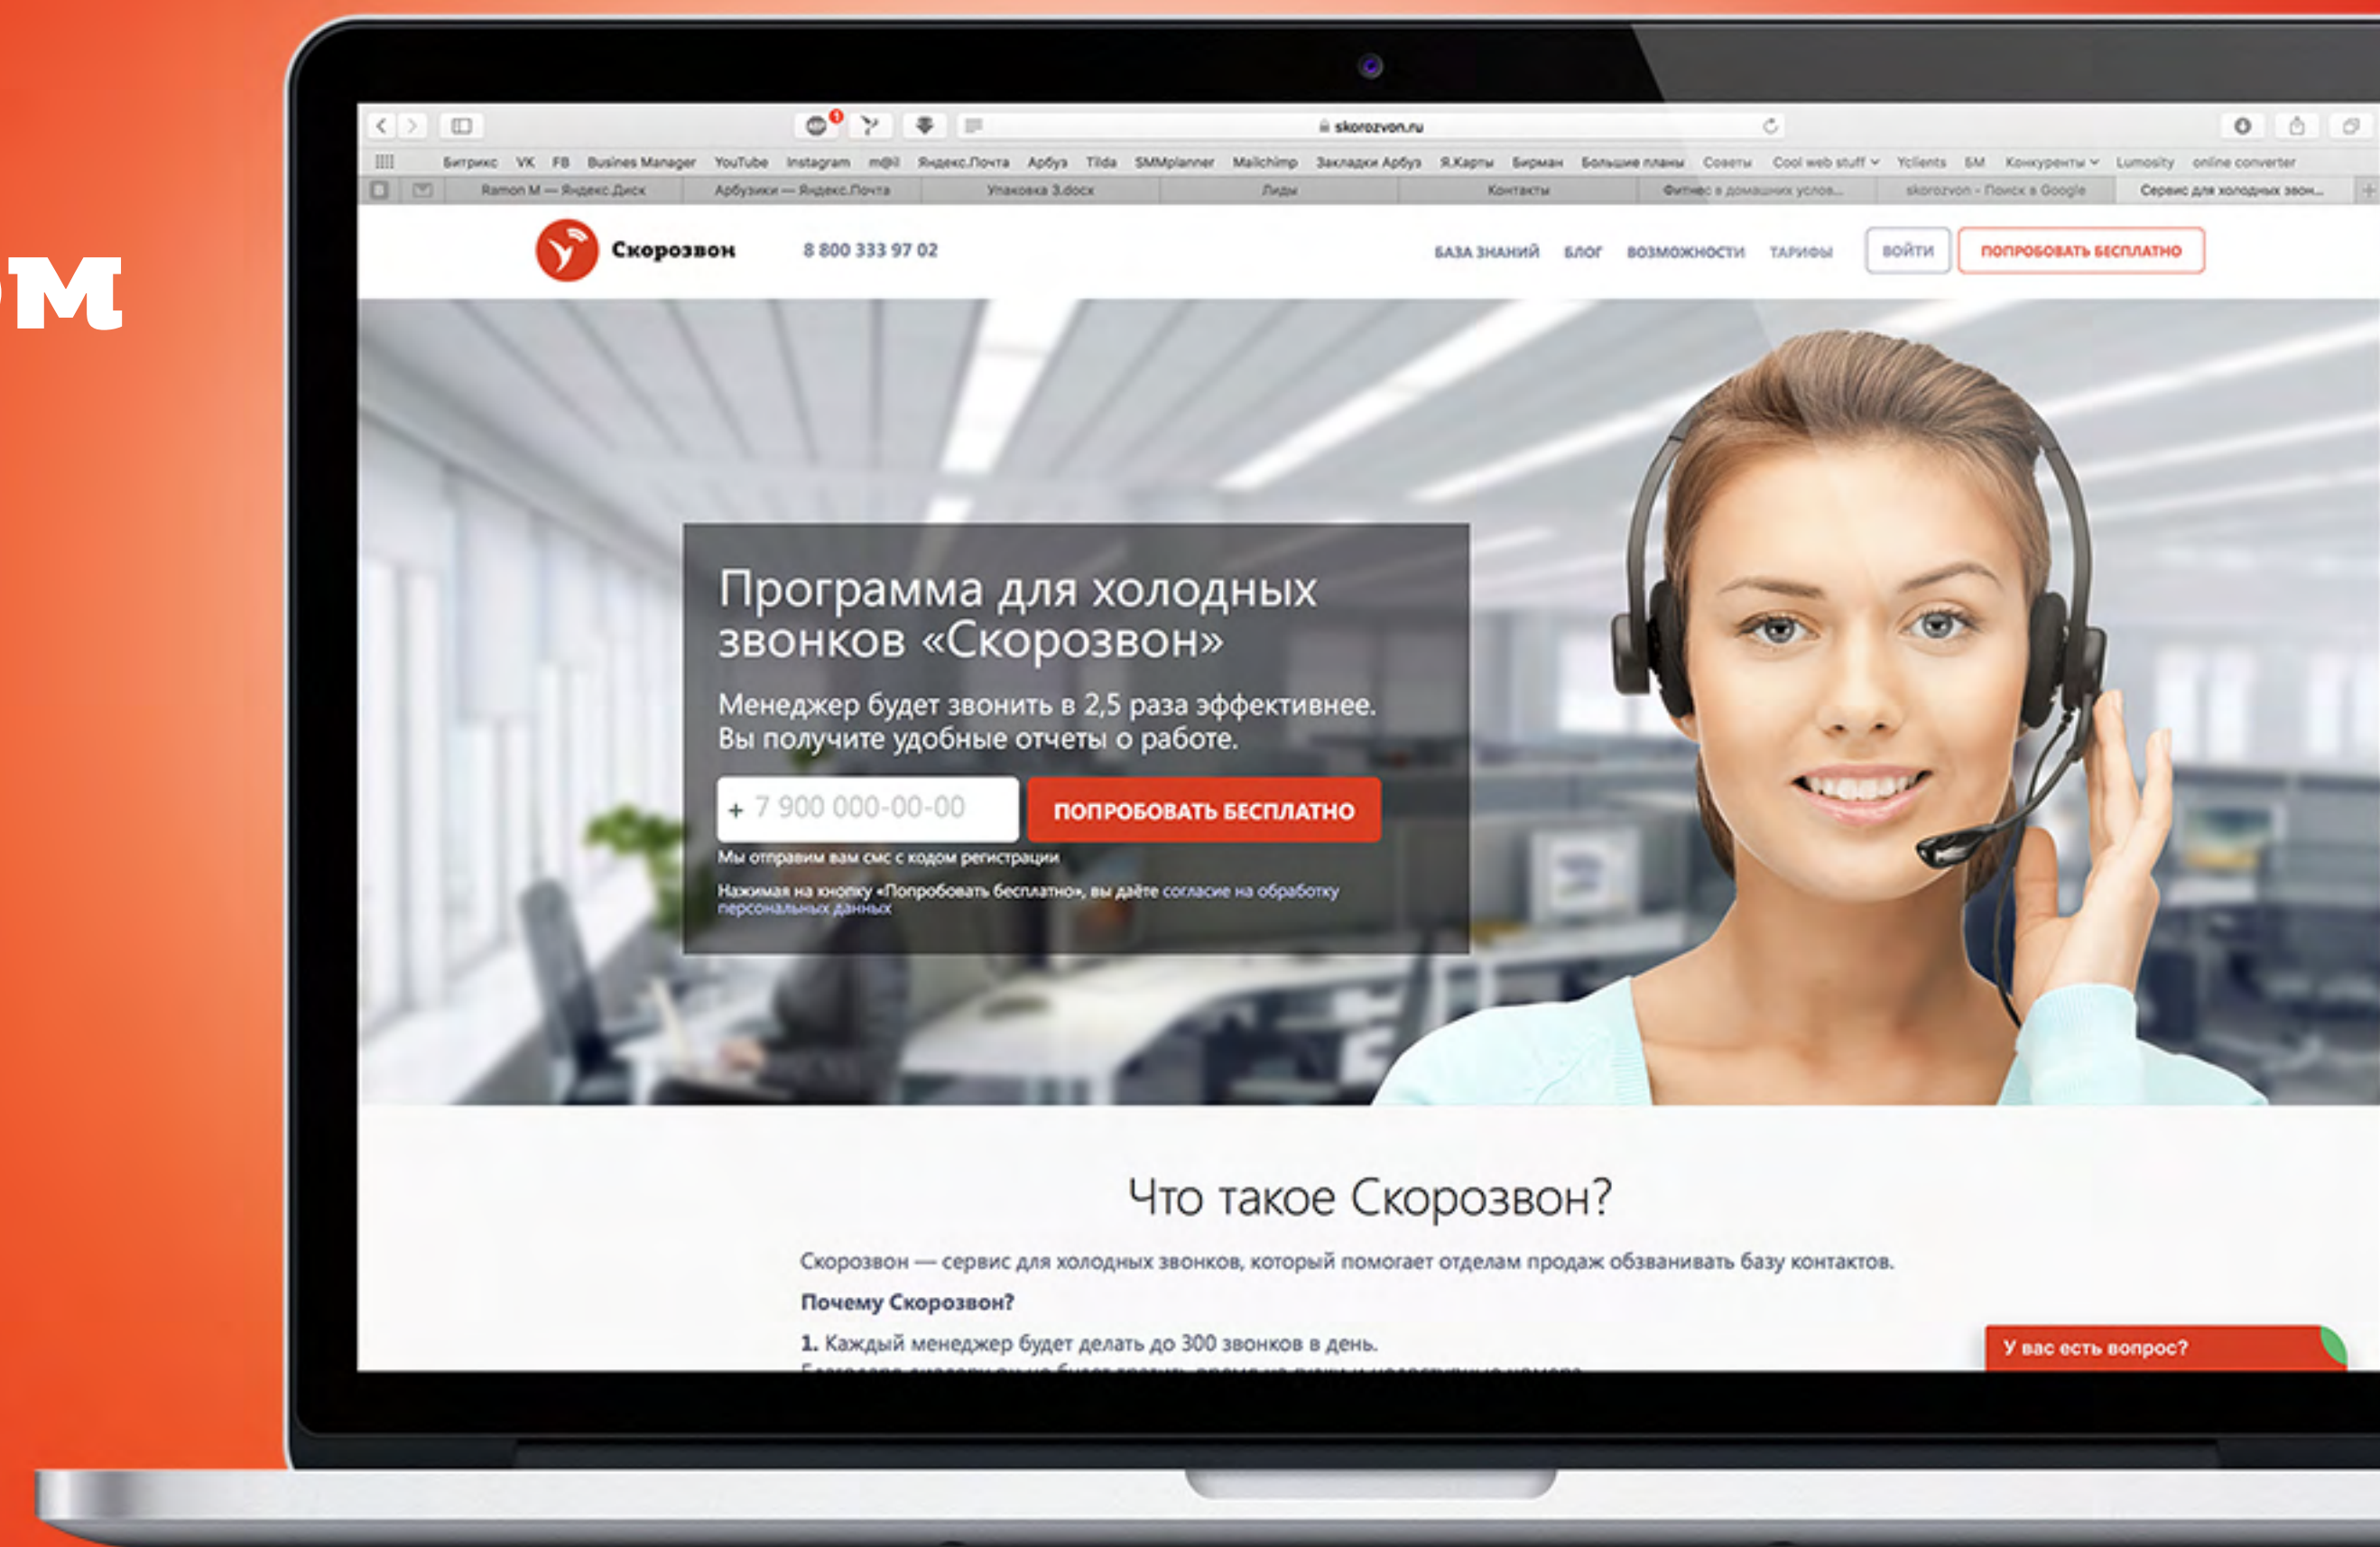 ом
skorozvon.ru
Битрикс VK FB Busines Manager YouTube Instagram m@il Яндекс.Почта Арбуз Tilda SMMplanner Mailchimp Закладки Арбуз Я.Карты Бирман Большие планы Советы Cool web stuff Yclients БМ Конкуренты Lumosity online converter
Ramon M — Яндекс.Диск Арбузики — Яндекс.Почта Упаковка 3.docx Лиды Контакты Фитнес в домашних услов... skorozvon - Поиск в Google Сервис для холодных звон...
Скорозвон 8 800 333 97 02 БАЗА ЗНАНИЙ БЛОГ ВОЗМОЖНОСТИ ТАРИФЫ ВОЙТИ ПОПРОБОВАТЬ БЕСПЛАТНО
Программа для холодных
звонков «Скорозвон»
Менеджер будет звонить в 2,5 раза эффективнее.
Вы получите удобные отчеты о работе.
+ 7 900 000-00-00 ПОПРОБОВАТЬ БЕСПЛАТНО
Мы отправим вам смс с кодом регистрации
Нажимая на кнопку «Попробовать бесплатно», вы даёте согласие на обработку
персональных данных
Что такое Скорозвон?
Скорозвон — сервис для холодных звонков, который помогает отделам продаж обзванивать базу контактов.
Почему Скорозвон?
1. Каждый менеджер будет делать до 300 звонков в день.
У вас есть вопрос?